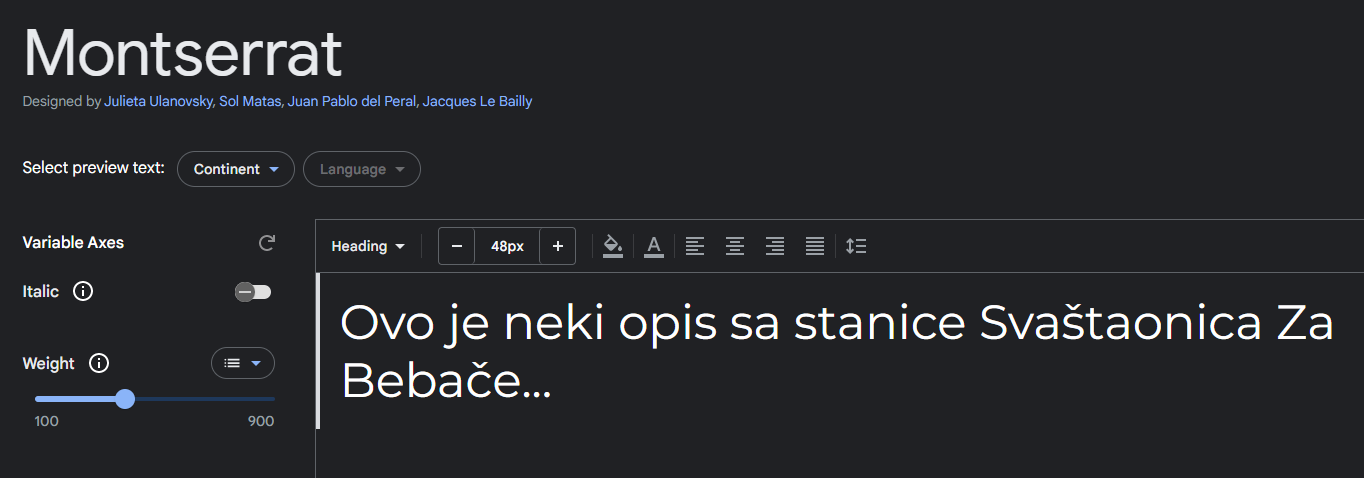 Montserrat
Designed by Julieta Ulanovsky, Sol Matas, Juan Pablo del Peral, Jacques Le Bailly
Select preview text: Continent Language
Variable Axes
Heading − 48px + A
Italic
Ovo je neki opis sa stanice Svaštaonica Za
Bebače...
Weight
100 900